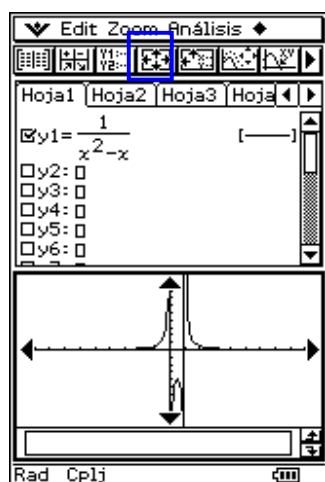 Edit Zoom Análisis
Hoja1 Hoja2 Hoja3 Hoja
y1=1/(x²-x) [—]
y2:
y3:
y4:
y5:
y6:
Rad Cplj